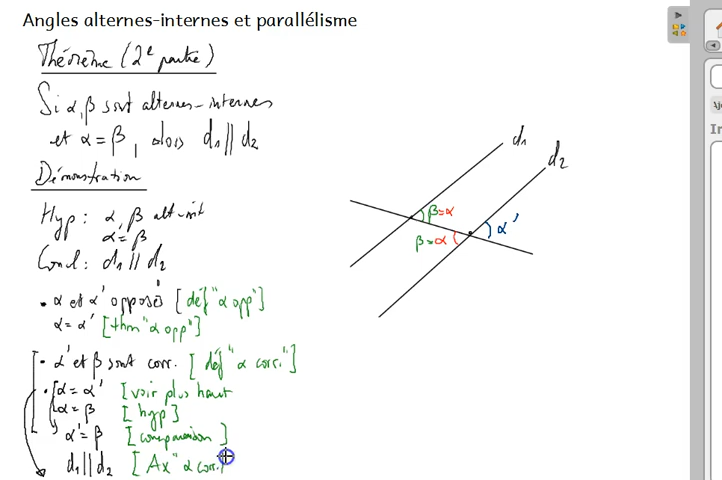 Angles alternes-internes et parallélisme
Théorème (2e partie)
Si α, β sont alternes-internes
et α = β, alors d1 // d2
Démonstration
Hyp: α, β alt-int
α = β
Concl: d1 // d2
• α et α' opposés [déf "α opp"]
α = α' [thm "α opp"]
• α' et β sont corr. [déf "α corr."]
• α = α' [voir plus haut
α = β [hyp]
α' = β [comparaison]
d1 // d2 [Ax "α corr.
d1
d2
β=α
α'
β=α